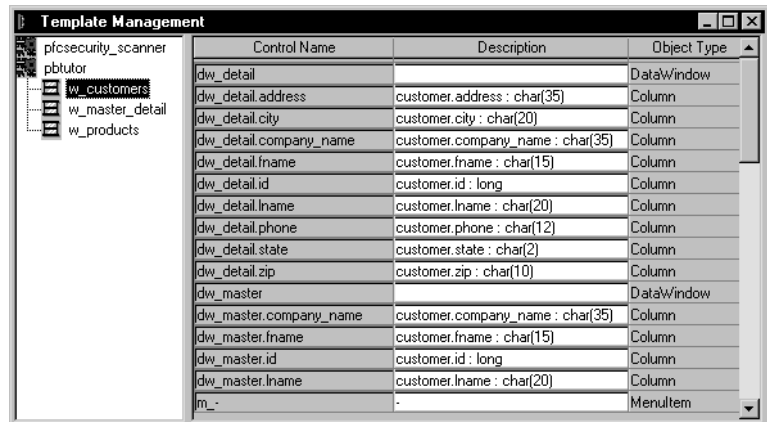 Template Management
pfcsecurity_scanner
pbtutor
w_customers
w_master_detail
w_products
Control Name Description Object Type
dw_detail DataWindow
dw_detail.address customer.address : char(35) Column
dw_detail.city customer.city : char(20) Column
dw_detail.company_name customer.company_name : char(35) Column
dw_detail.fname customer.fname : char(15) Column
dw_detail.id customer.id : long Column
dw_detail.lname customer.lname : char(20) Column
dw_detail.phone customer.phone : char(12) Column
dw_detail.state customer.state : char(2) Column
dw_detail.zip customer.zip : char(10) Column
dw_master DataWindow
dw_master.company_name customer.company_name : char(35) Column
dw_master.fname customer.fname : char(15) Column
dw_master.id customer.id : long Column
dw_master.lname customer.lname : char(20) Column
m_- - MenuItem